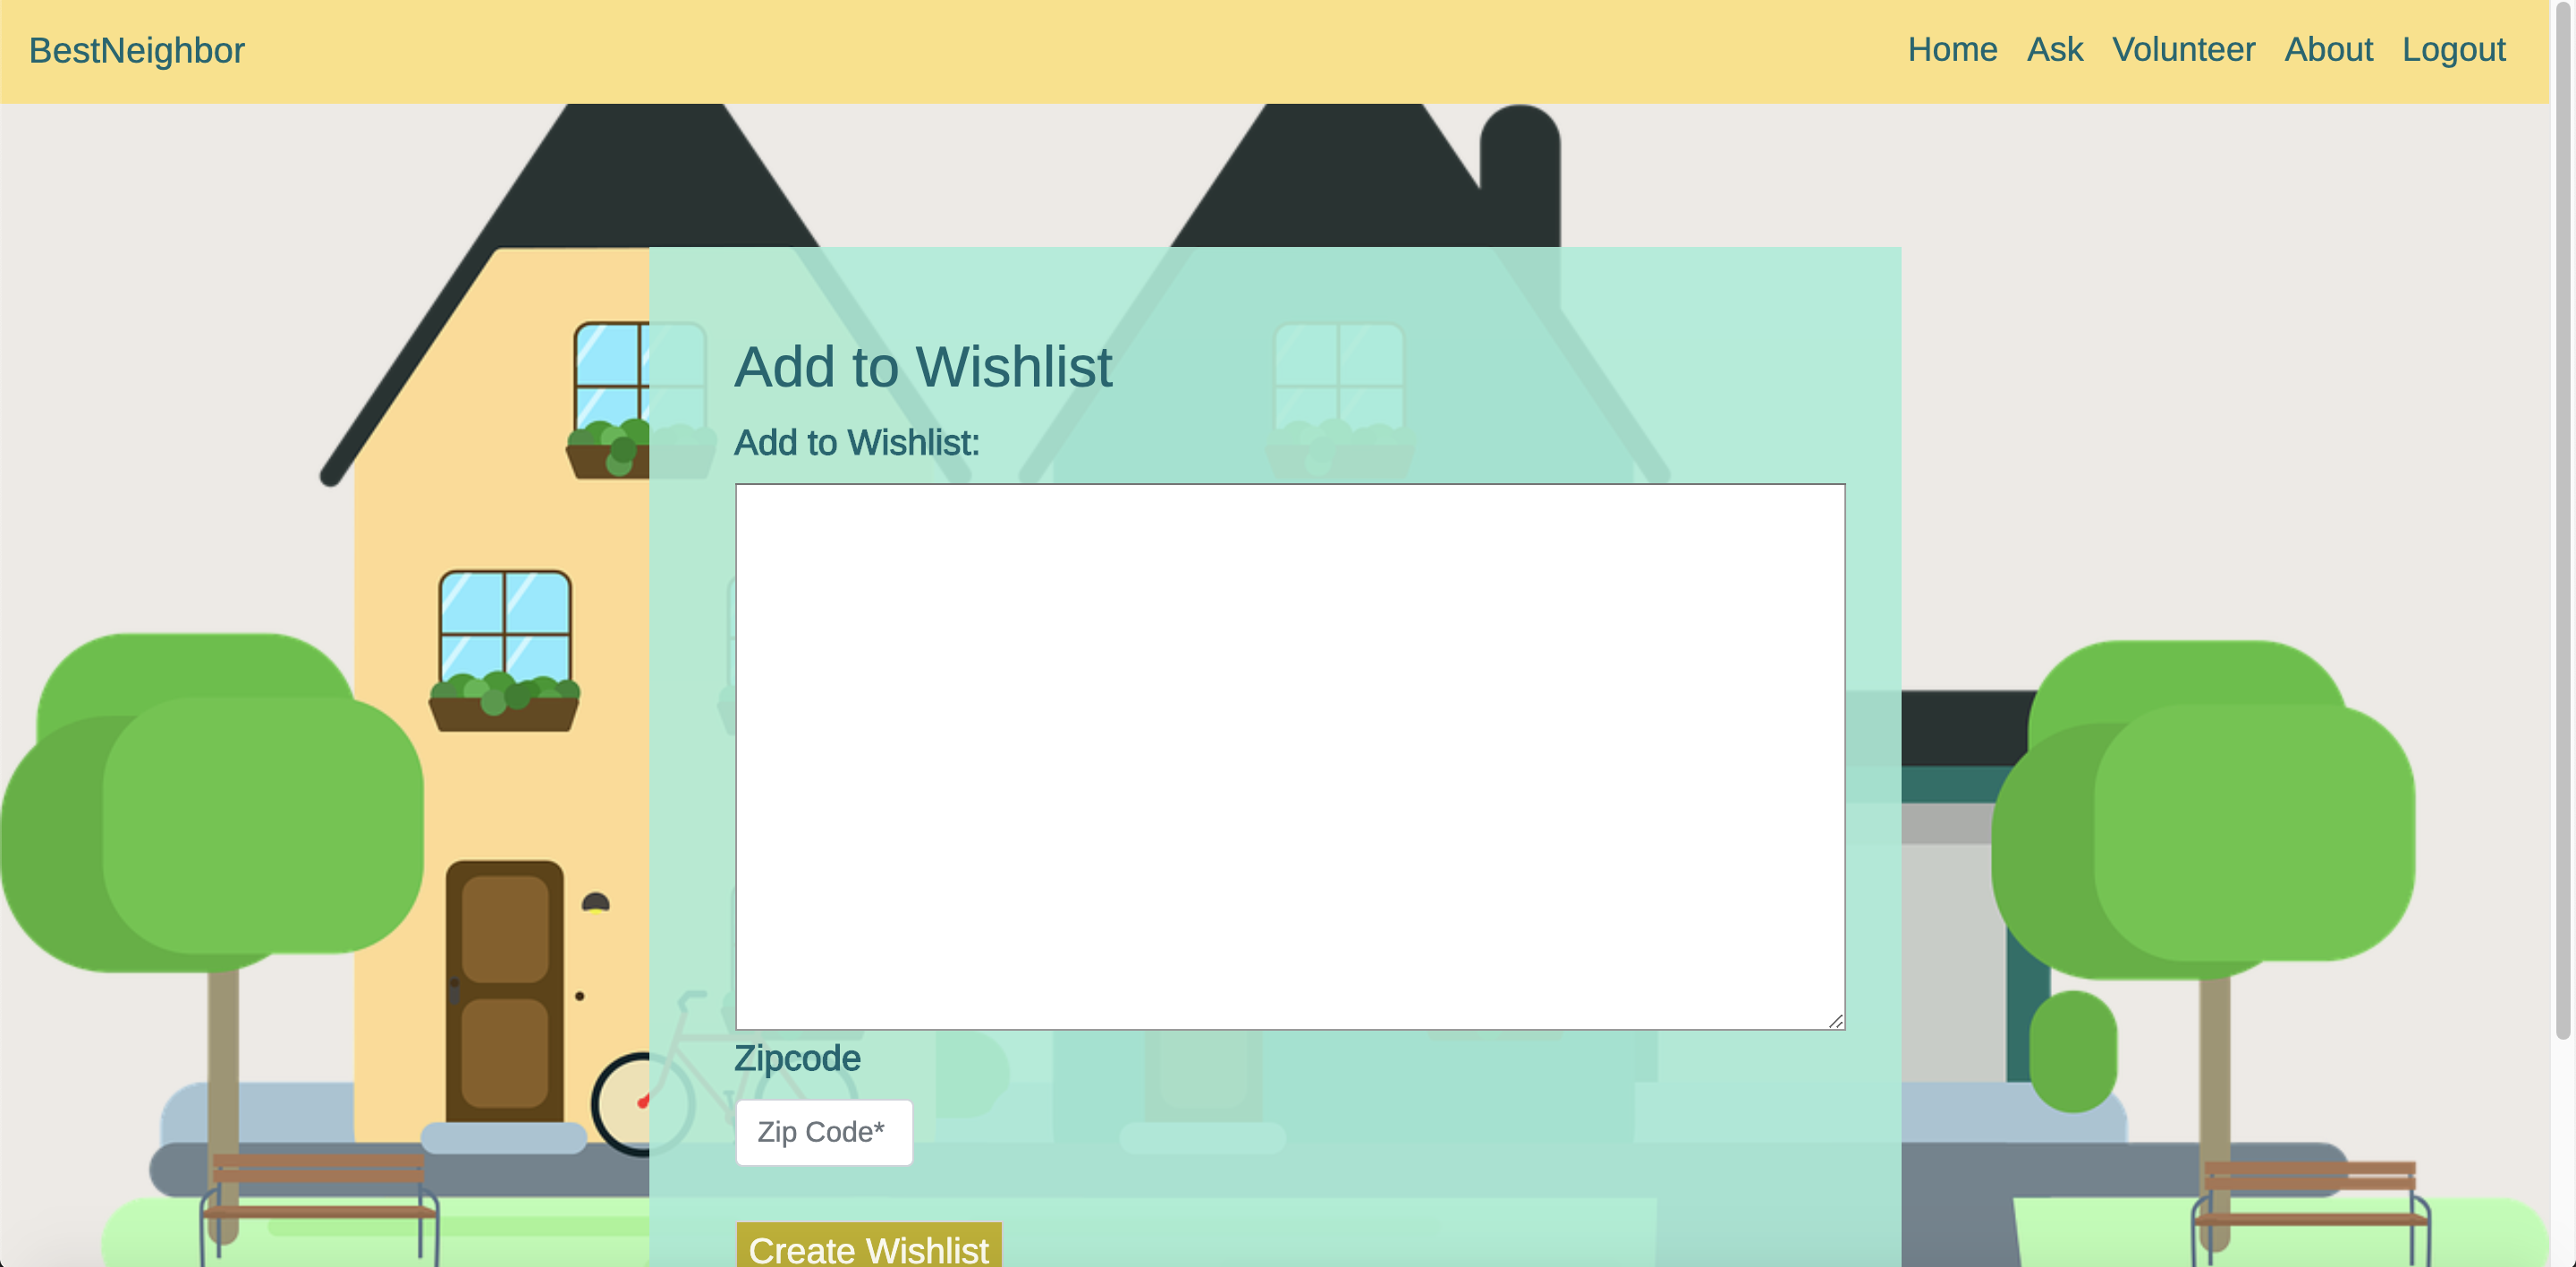 BestNeighbor Home Ask Volunteer About Logout
Add to Wishlist
Add to Wishlist:
Zipcode
Zip Code*
Create Wishlist